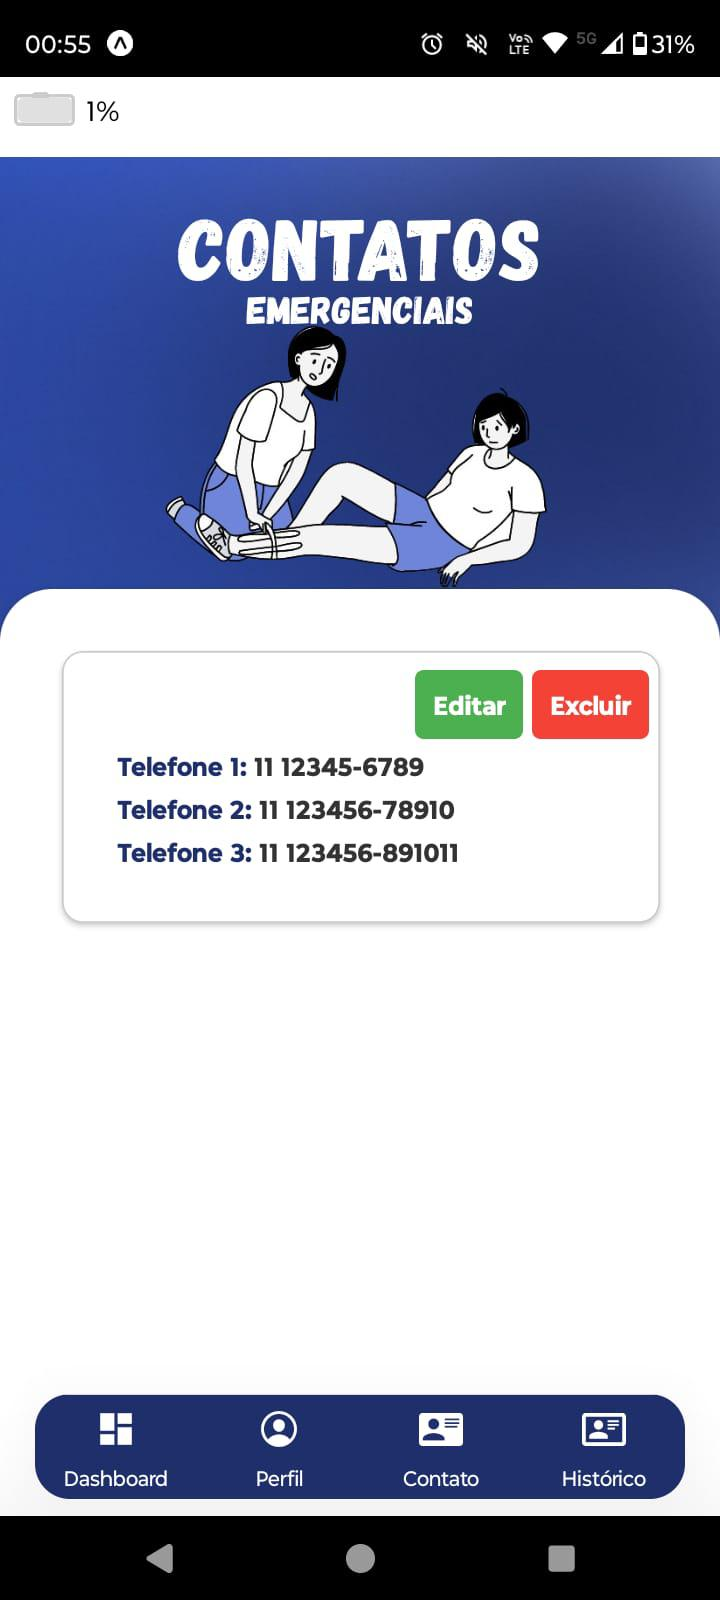 00:55 VoLTE 5G 31%
1%
CONTATOS
EMERGENCIAIS
Editar Excluir
Telefone 1: 11 12345-6789
Telefone 2: 11 123456-78910
Telefone 3: 11 123456-891011
Dashboard Perfil Contato Histórico